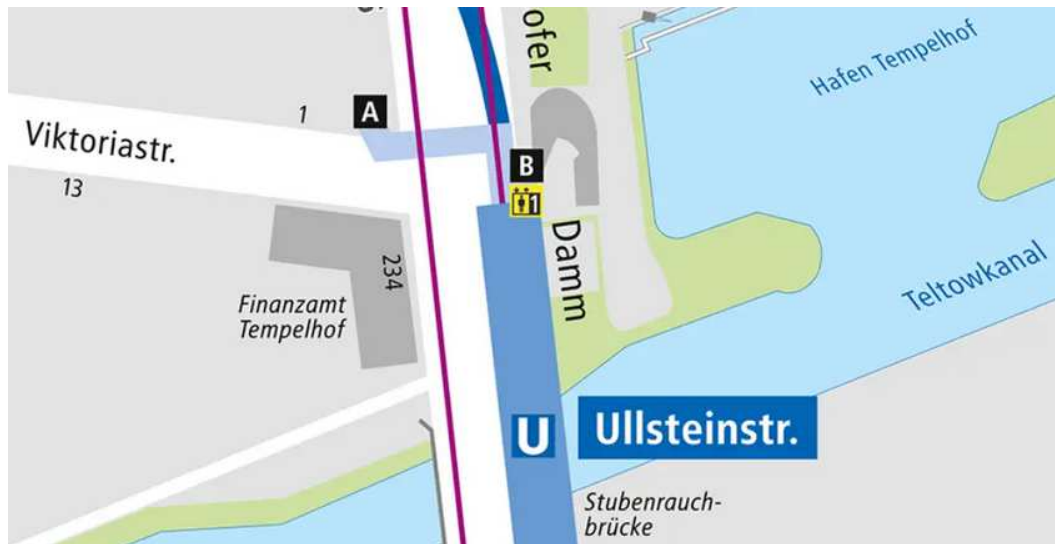 ofer
Hafen Tempelhof
1
A
Viktoriastr.
B
13
1
Damm
234
Teltowkanal
Finanzamt
Tempelhof
U
Ullsteinstr.
Stubenrauch-
brücke